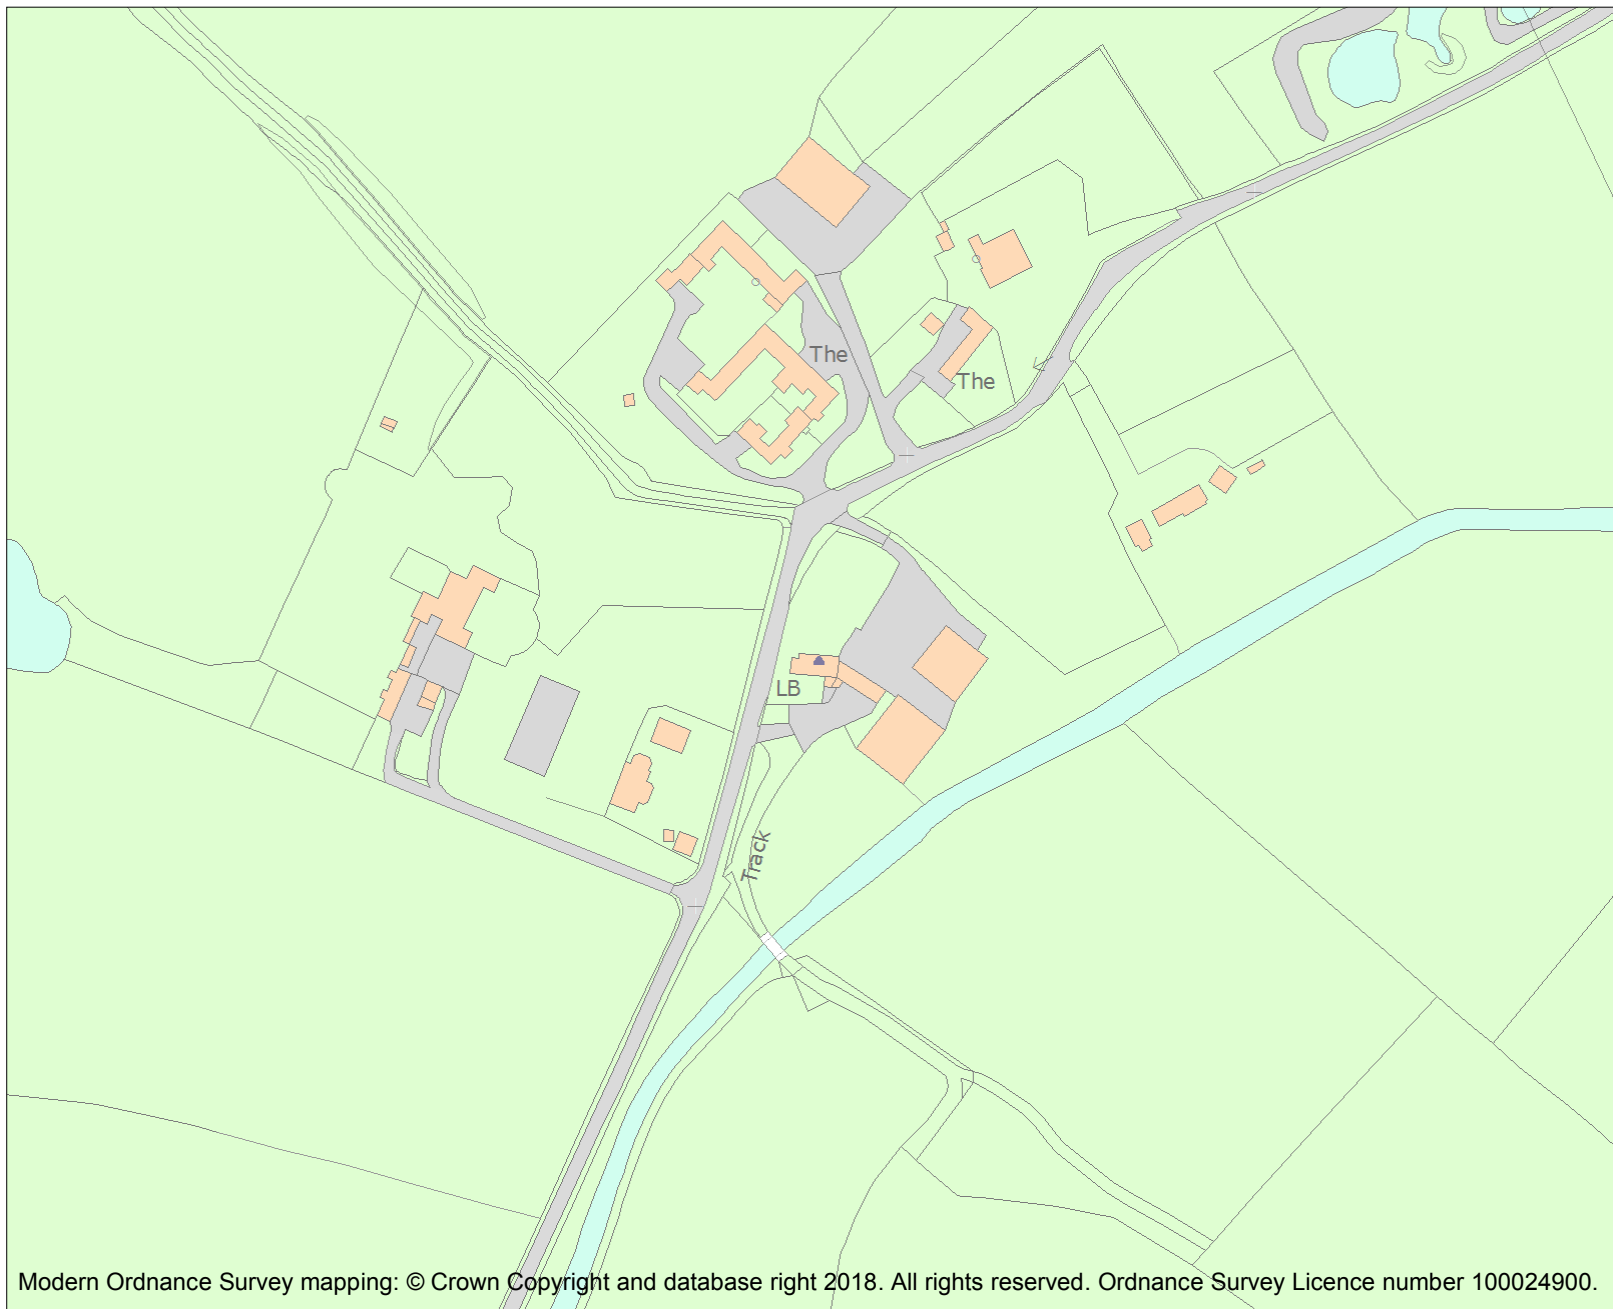 The
The
LB
Track
Modern Ordnance Survey mapping: © Crown Copyright and database right 2018. All rights reserved. Ordnance Survey Licence number 100024900.